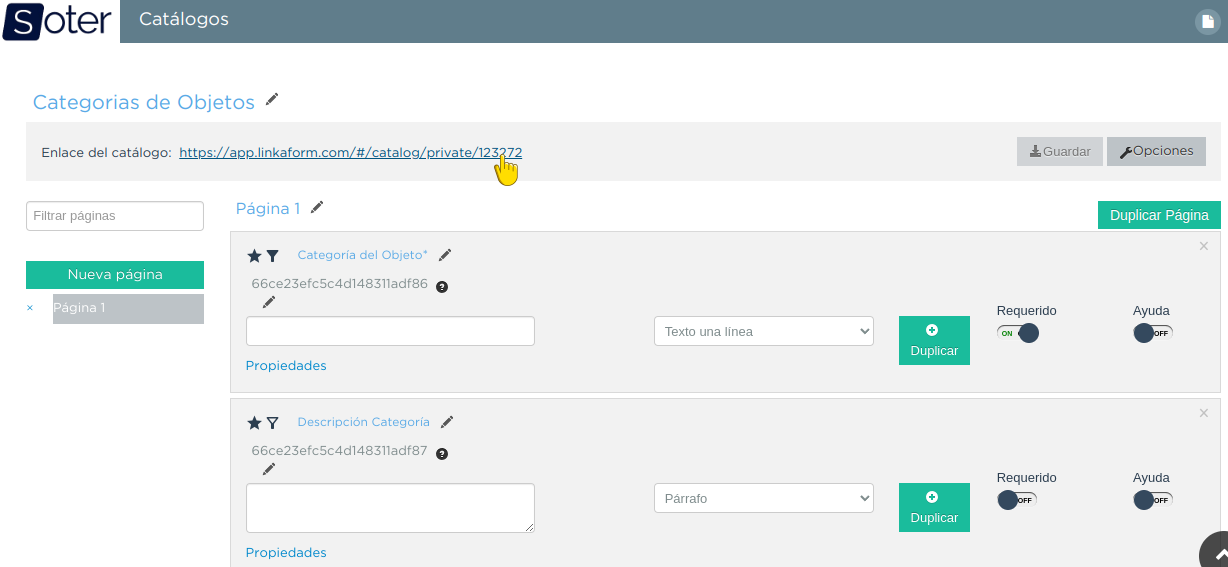 Soter
Catálogos
Categorias de Objetos
Enlace del catálogo: https://app.linkaform.com/#/catalog/private/123272
Guardar
Opciones
Filtrar páginas
Nueva página
× Página 1
Página 1
Duplicar Página
×
Categoría del Objeto*
66ce23efc5c4d148311adf86 ?
Texto una línea
Duplicar
Requerido
ON
Ayuda
OFF
Propiedades
×
Descripción Categoría
66ce23efc5c4d148311adf87 ?
Párrafo
Duplicar
Requerido
OFF
Ayuda
OFF
Propiedades